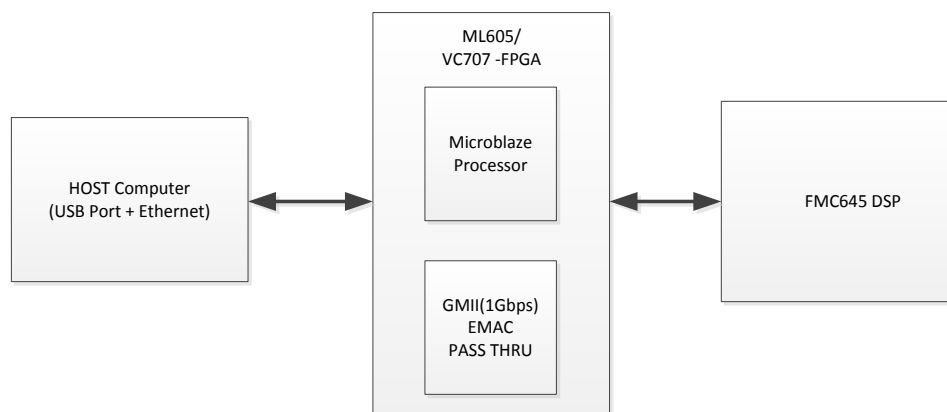 HOST Computer
(USB Port + Ethernet)
ML605/
VC707 -FPGA
Microblaze
Processor
GMII(1Gbps)
EMAC
PASS THRU
FMC645 DSP